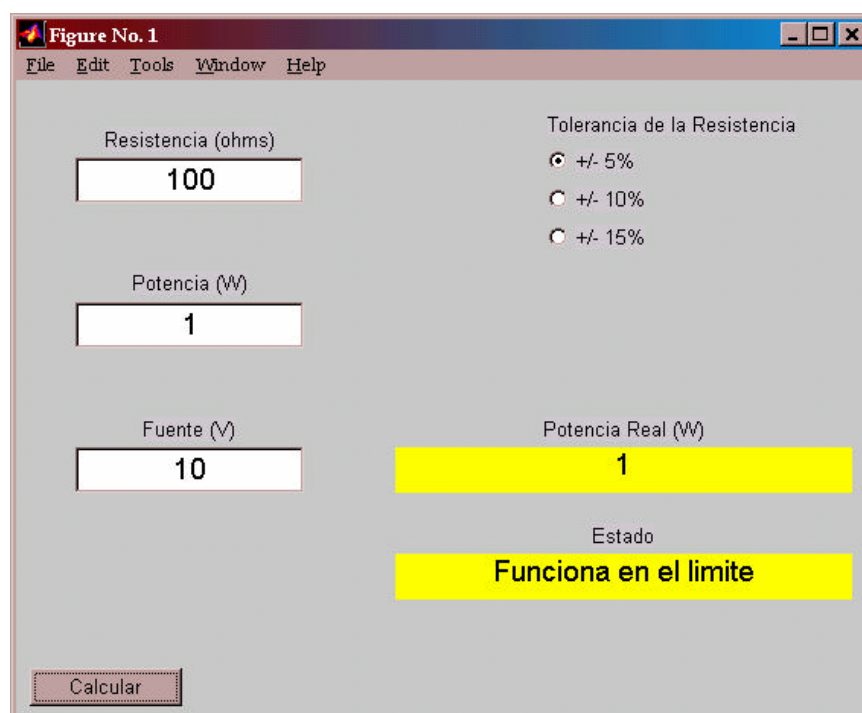 Figure No. 1
File Edit Tools Window Help
Resistencia (ohms)
100
Tolerancia de la Resistencia
+/- 5%
+/- 10%
+/- 15%
Potencia (W)
1
Fuente (V)
10
Potencia Real (W)
1
Estado
Funciona en el limite
Calcular